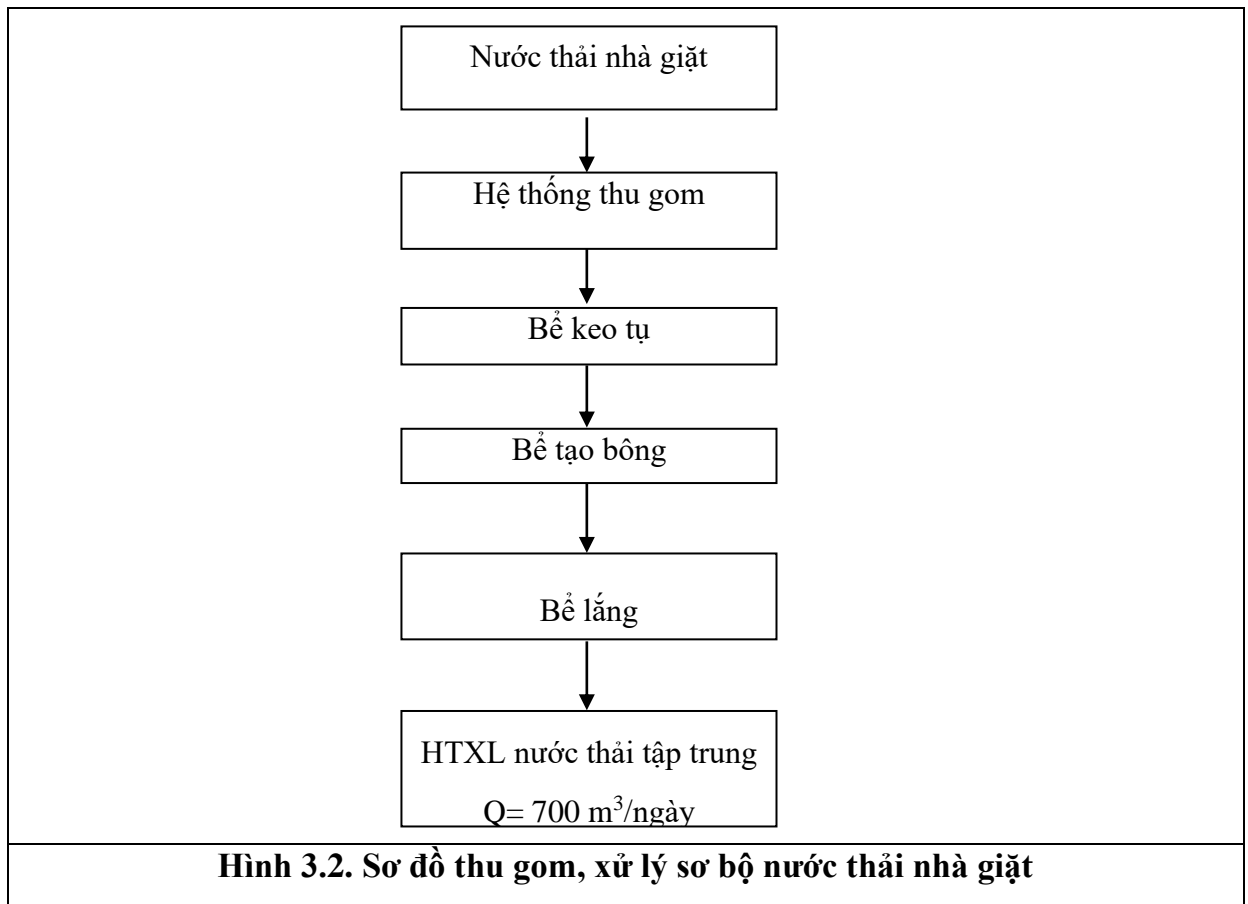 Nước thải nhà giặt
Hệ thống thu gom
Bể keo tụ
Bể tạo bông
Bể lắng
HTXL nước thải tập trung
Q= 700 m³/ngày
Hình 3.2. Sơ đồ thu gom, xử lý sơ bộ nước thải nhà giặt